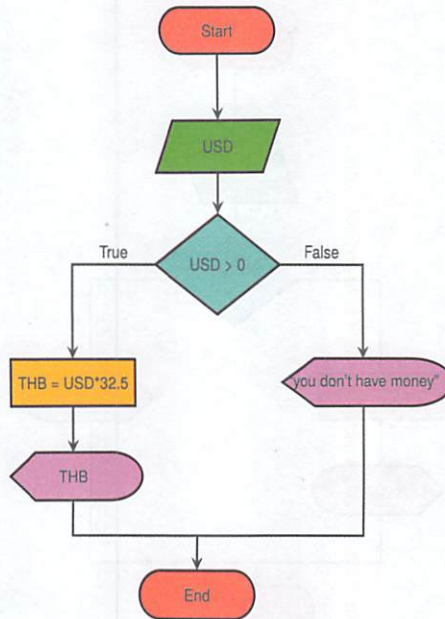 Start
USD
USD > 0
True
False
THB = USD*32.5
you don't have money"
THB
End